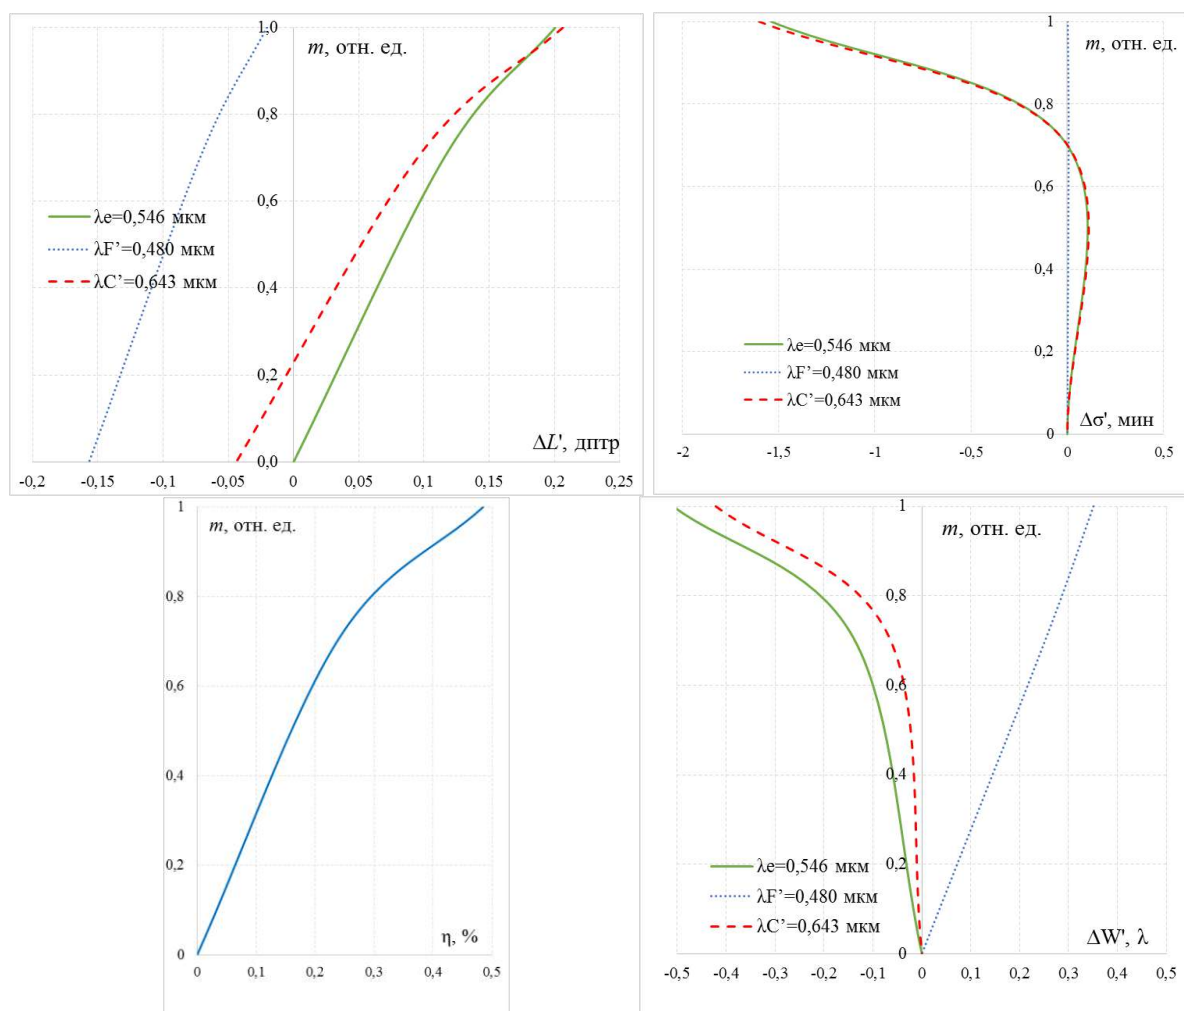 1,0
m, отн. ед.
0,8
0,6
λe=0,546 мкм
λF’=0,480 мкм
λC’=0,643 мкм
0,4
0,2
ΔL', дптр
0,0
-0,2 -0,15 -0,1 -0,05 0 0,05 0,1 0,15 0,2 0,25
1
m, отн. ед.
0,8
0,6
0,4
λe=0,546 мкм
0,2
λF’=0,480 мкм
λC’=0,643 мкм
0
Δσ', мин
-2 -1,5 -1 -0,5 0 0,5
1
m, отн. ед.
0,8
0,6
0,4
0,2
η, %
0
0 0,1 0,2 0,3 0,4 0,5
1
m, отн. ед.
0,8
0,6
0,4
0,2
λe=0,546 мкм
λF’=0,480 мкм
λC’=0,643 мкм
0
ΔW', λ
-0,5 -0,4 -0,3 -0,2 -0,1 0 0,1 0,2 0,3 0,4 0,5